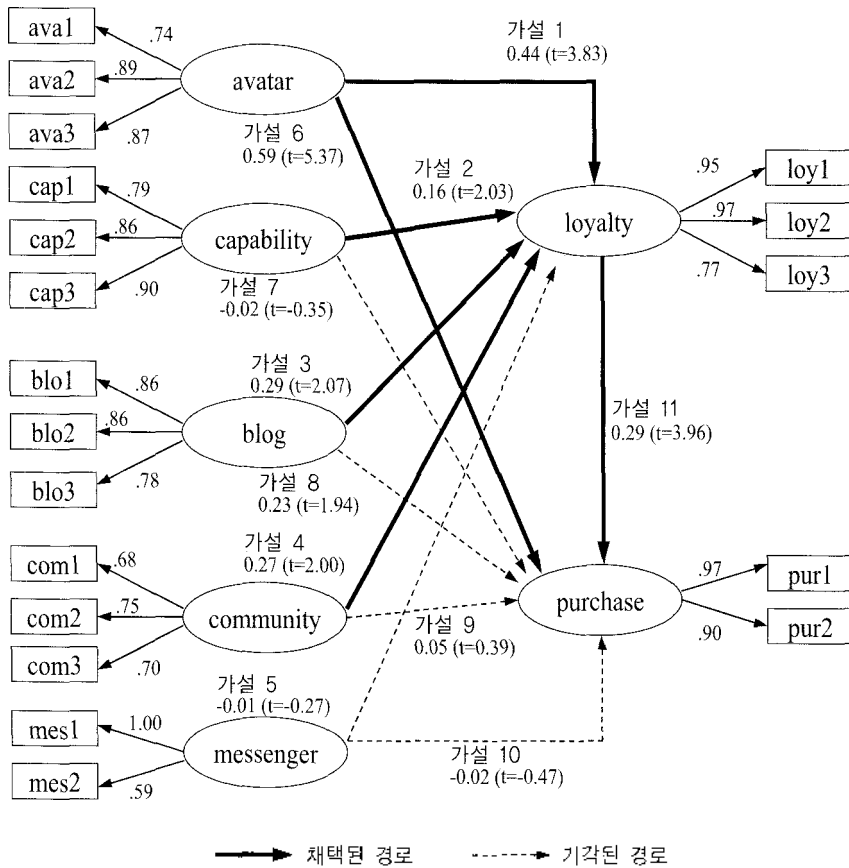 ava1
.74
ava2
.89
ava3
.87
avatar
가설 1
0.44 (t=3.83)
가설 6
0.59 (t=5.37)
cap1
.79
cap2
.86
cap3
.90
capability
가설 2
0.16 (t=2.03)
가설 7
-0.02 (t=-0.35)
loyalty
.95
loy1
.97
loy2
.77
loy3
blo1
.86
blo2
.86
blo3
.78
blog
가설 3
0.29 (t=2.07)
가설 8
0.23 (t=1.94)
가설 11
0.29 (t=3.96)
com1
.68
com2
.75
com3
.70
community
가설 4
0.27 (t=2.00)
가설 9
0.05 (t=0.39)
purchase
.97
pur1
.90
pur2
mes1
1.00
mes2
.59
messenger
가설 5
-0.01 (t=-0.27)
가설 10
-0.02 (t=-0.47)
채택된 경로
기각된 경로